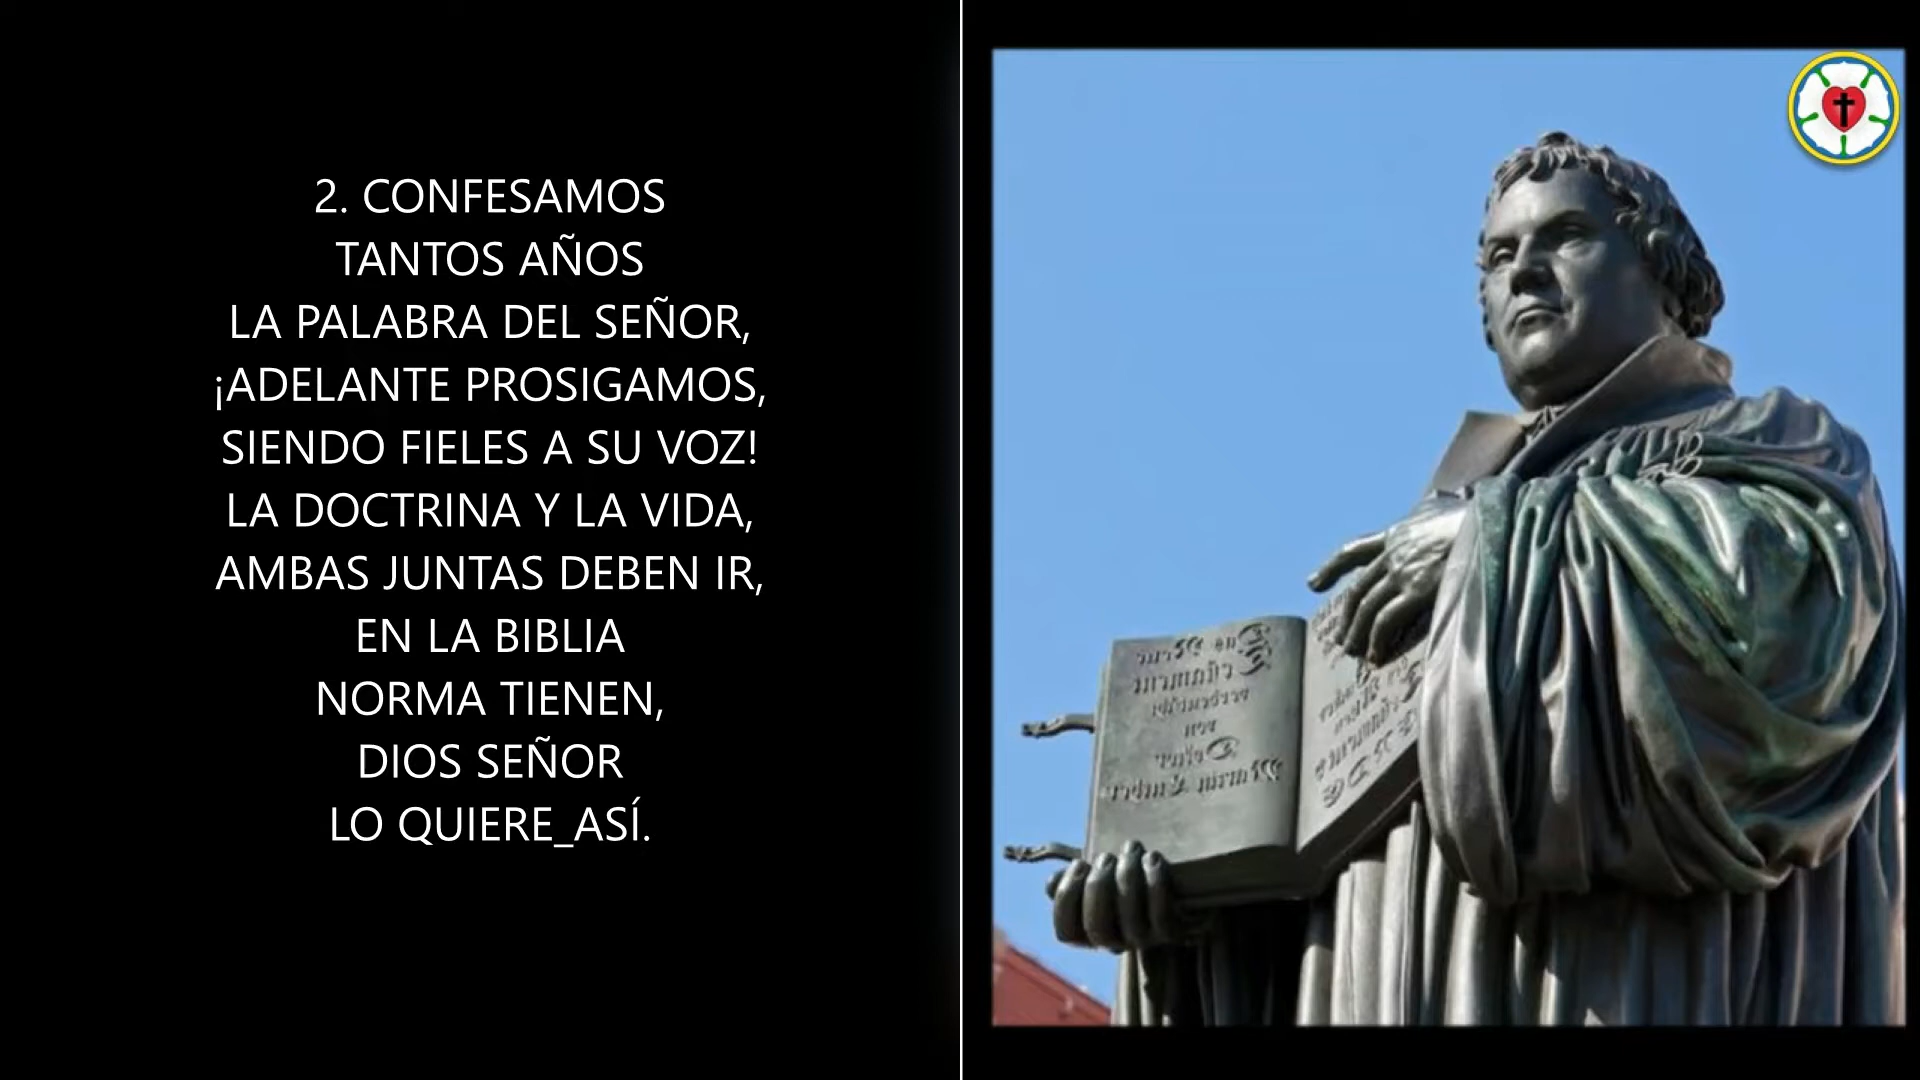 2. CONFESAMOS
TANTOS AÑOS
LA PALABRA DEL SEÑOR,
¡ADELANTE PROSIGAMOS,
SIENDO FIELES A SU VOZ!
LA DOCTRINA Y LA VIDA,
AMBAS JUNTAS DEBEN IR,
EN LA BIBLIA
NORMA TIENEN,
DIOS SEÑOR
LO QUIERE_ASÍ.